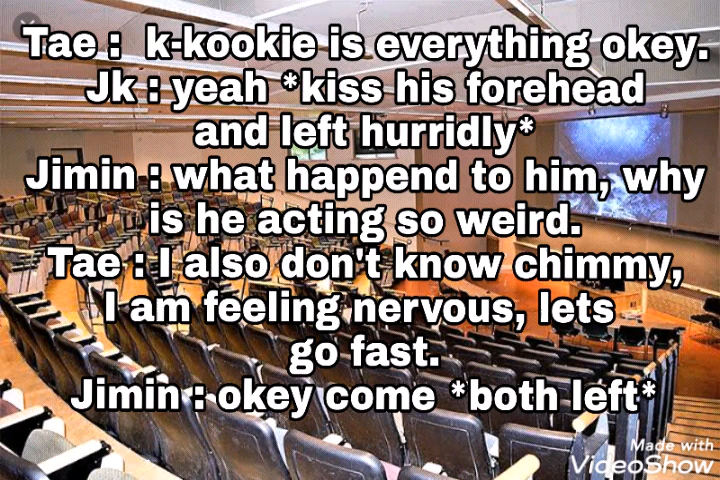 Tae : k-kookie is everything okey.
Jk : yeah *kiss his forehead
and left hurridly*
Jimin : what happend to him, why
is he acting so weird.
Tae : I also don't know chimmy,
I am feeling nervous, lets
go fast.
Jimin : okey come *both left*
Made with
VideoShow